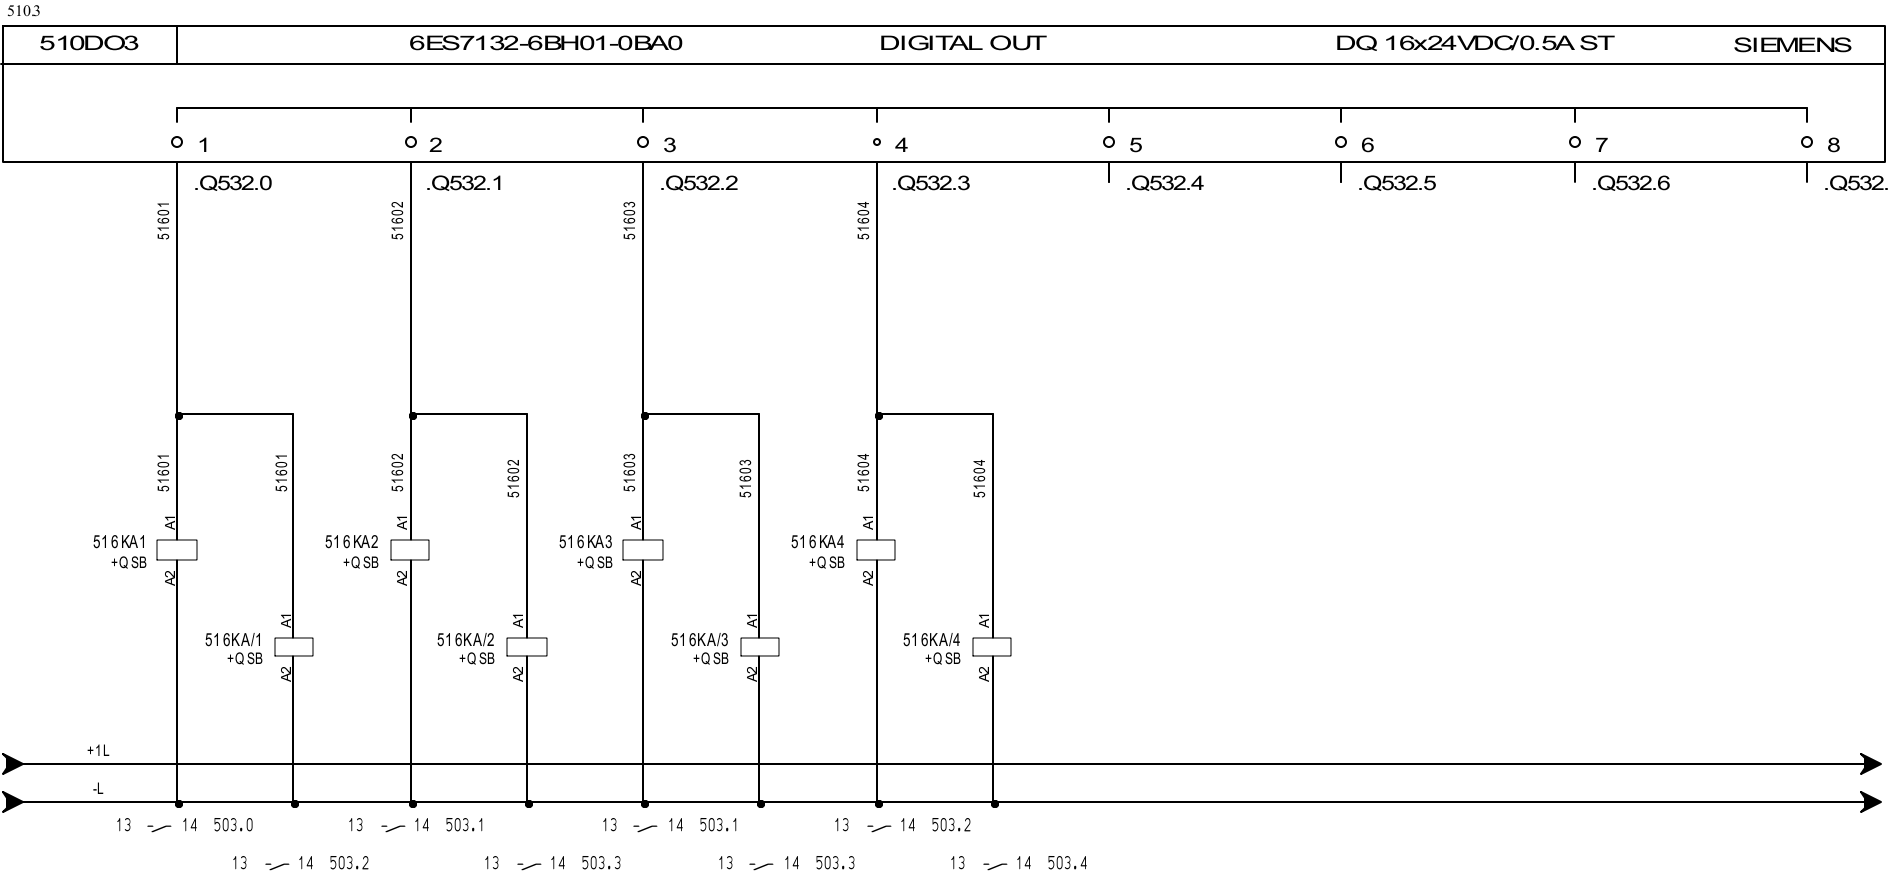 510.3
510DO3 6ES7132-6BH01-0BA0 DIGITAL OUT DQ 16x24VDC/0.5A ST SIEMENS
1 2 3 4 5 6 7 8
.Q532.0 .Q532.1 .Q532.2 .Q532.3 .Q532.4 .Q532.5 .Q532.6 .Q532.
51601 51602 51603 51604
51601 51601 51602 51602 51603 51603 51604 51604
A1 A1 A1 A1
516KA1 516KA2 516KA3 516KA4
+QSB +QSB +QSB +QSB
A2 A2 A2 A2
A1 A1 A1 A1
516KA/1 516KA/2 516KA/3 516KA/4
+QSB +QSB +QSB +QSB
A2 A2 A2 A2
+1L
-L
13 14 503.0 13 14 503.1 13 14 503.1 13 14 503.2
13 14 503.2 13 14 503.3 13 14 503.3 13 14 503.4